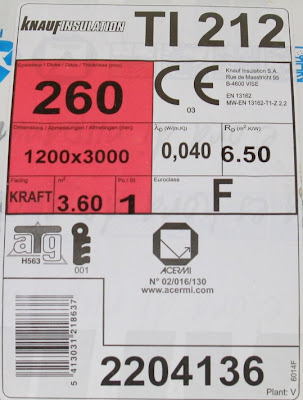 KNAUFINSULATION TI 212
Epaisseur / Dicke / Dikte / Thickness (mm)
260
CE
03
Knauf Insulation S.A.
Rue de Maestricht 95
B-4600 VISE
EN 13162
MW-EN 13162-T1-Z 2,2
Dimensions / Abmessungen / Afmetingen (mm)
1200x3000
λD (W/(m.K))
0,040
RD (m².K/W)
6.50
Facing
KRAFT
m²
3.60
Pc / St
1
Euroclass
F
atg
H563
001
ACERMI
N° 02/016/130
www.acermi.com
5413031218637
2204136
6014F
Plant: V